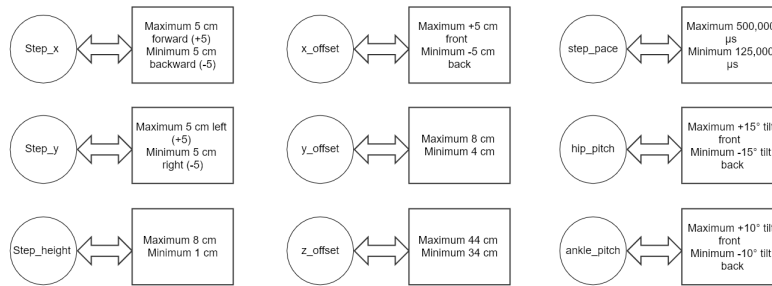 Step_x
Maximum 5 cm
forward (+5)
Minimum 5 cm
backward (-5)
x_offset
Maximum +5 cm
front
Minimum -5 cm
back
step_pace
Maximum 500,000
µs
Minimum 125,000
µs
Step_y
Maximum 5 cm left
(+5)
Minimum 5 cm
right (-5)
y_offset
Maximum 8 cm
Minimum 4 cm
hip_pitch
Maximum +15° tilt
front
Minimum -15° tilt
back
Step_height
Maximum 8 cm
Minimum 1 cm
z_offset
Maximum 44 cm
Minimum 34 cm
ankle_pitch
Maximum +10° tilt
front
Minimum -10° tilt
back